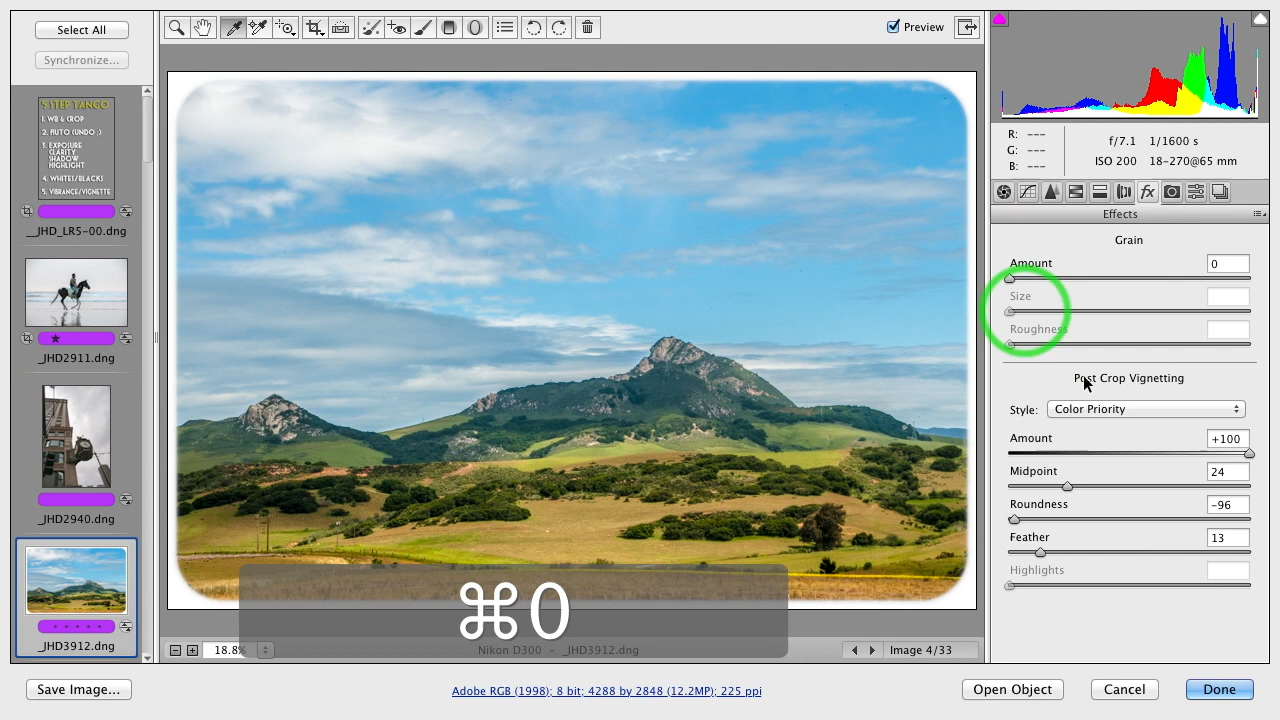 Select All
Synchronize...
5 STEP TANGO
1. WB & CROP
2. AUTO (UNDO ;)
3. EXPOSURE
CLARITY
SHADOW
HIGHLIGHT
4. WHITES/BLACKS
5. VIBRANCE/VIGNETTE
__JHD_LR5-00.dng
_JHD2911.dng
_JHD2940.dng
_JHD3912.dng
Preview
⌘0
18.8%
Nikon D300 – _JHD3912.dng
Image 4/33
R: ---
G: ---
B: ---
f/7.1 1/1600 s
ISO 200 18-270@65 mm
fx
Effects
Grain
Amount 0
Size
Roughness
Post Crop Vignetting
Style: Color Priority
Amount +100
Midpoint 24
Roundness -96
Feather 13
Highlights
Save Image...
Adobe RGB (1998); 8 bit; 4288 by 2848 (12.2MP); 225 ppi
Open Object
Cancel
Done